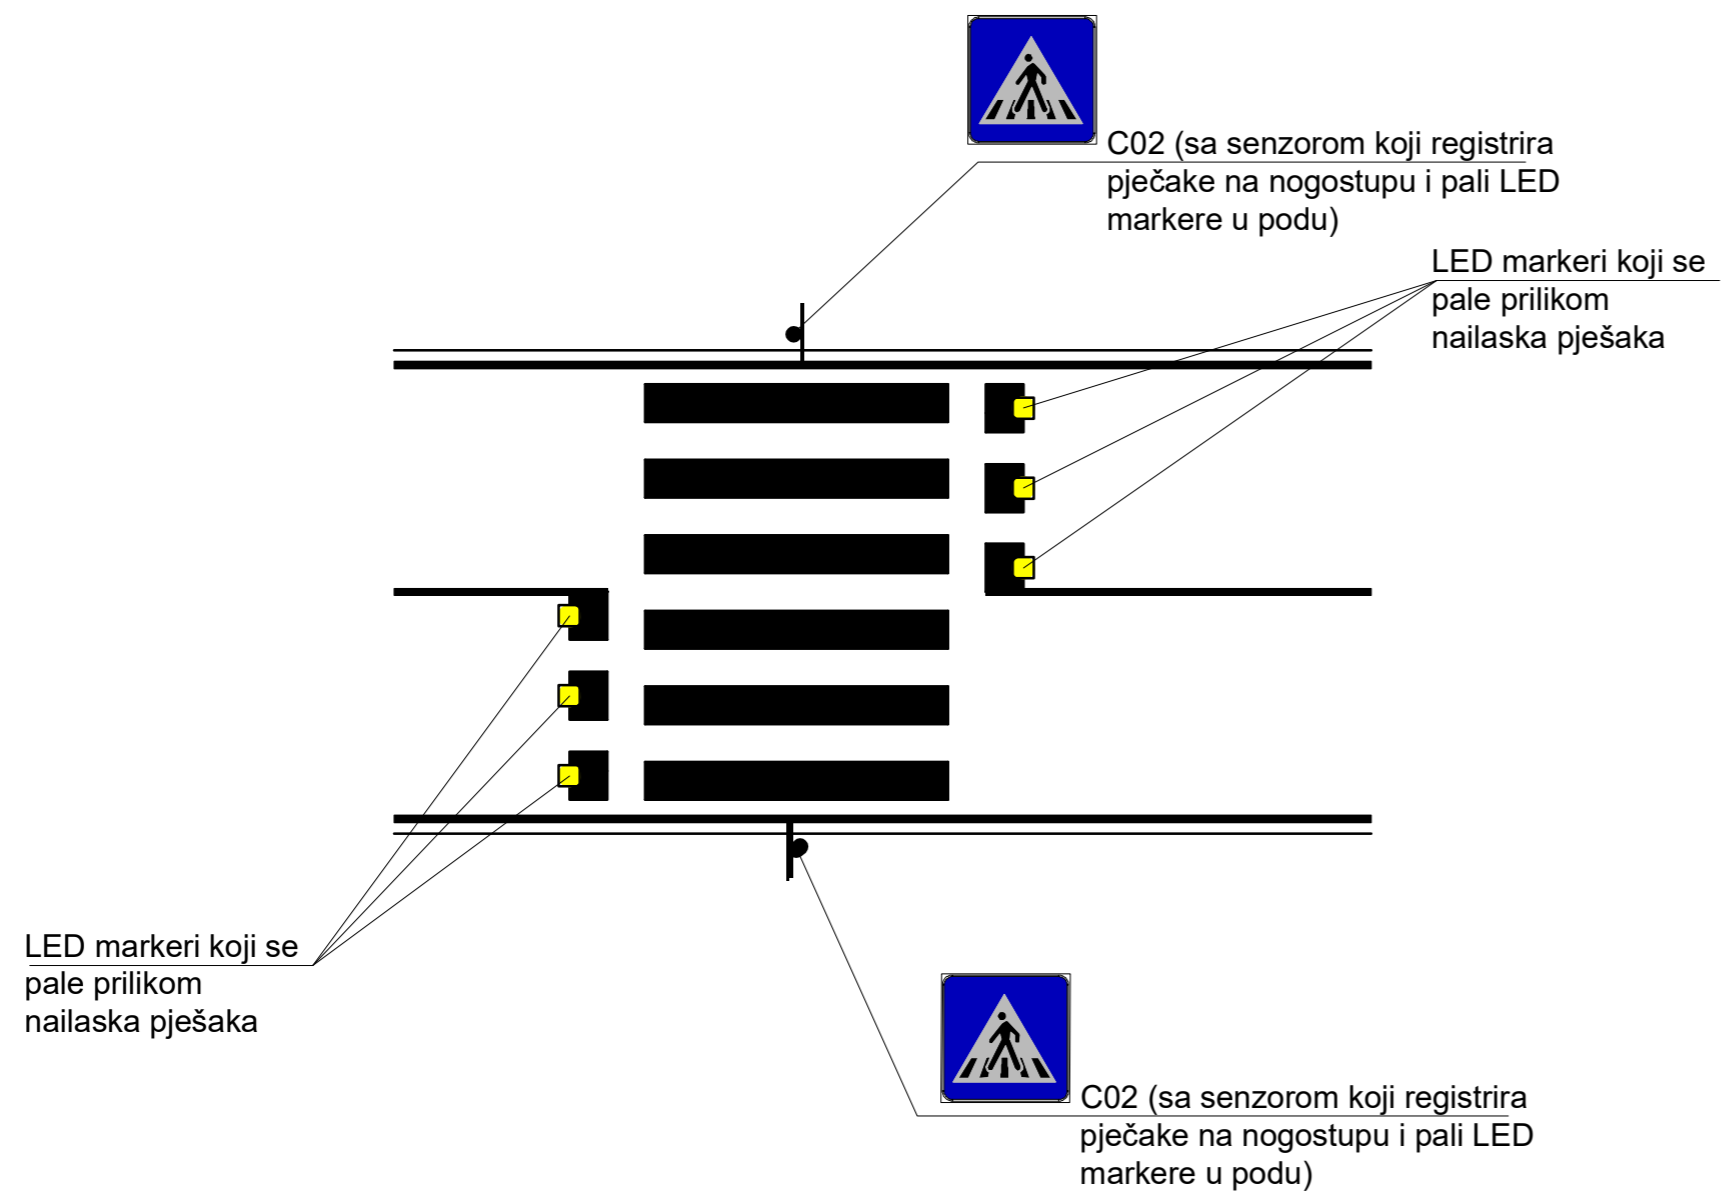 C02 (sa senzorom koji registrira
pječake na nogostupu i pali LED
markere u podu)
LED markeri koji se
pale prilikom
nailaska pješaka
LED markeri koji se
pale prilikom
nailaska pješaka
C02 (sa senzorom koji registrira
pječake na nogostupu i pali LED
markere u podu)